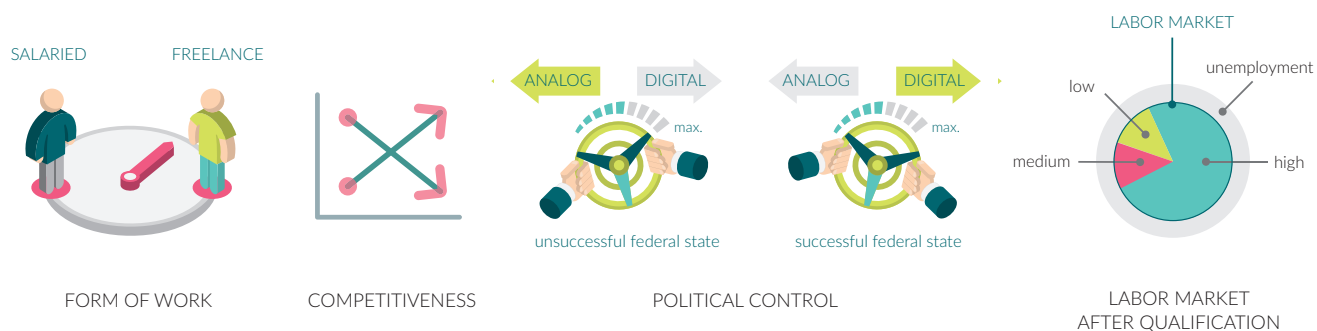 SALARIED
FREELANCE
FORM OF WORK
COMPETITIVENESS
ANALOG
DIGITAL
max.
unsuccessful federal state
ANALOG
DIGITAL
max.
successful federal state
POLITICAL CONTROL
LABOR MARKET
unemployment
low
medium
high
LABOR MARKET
AFTER QUALIFICATION